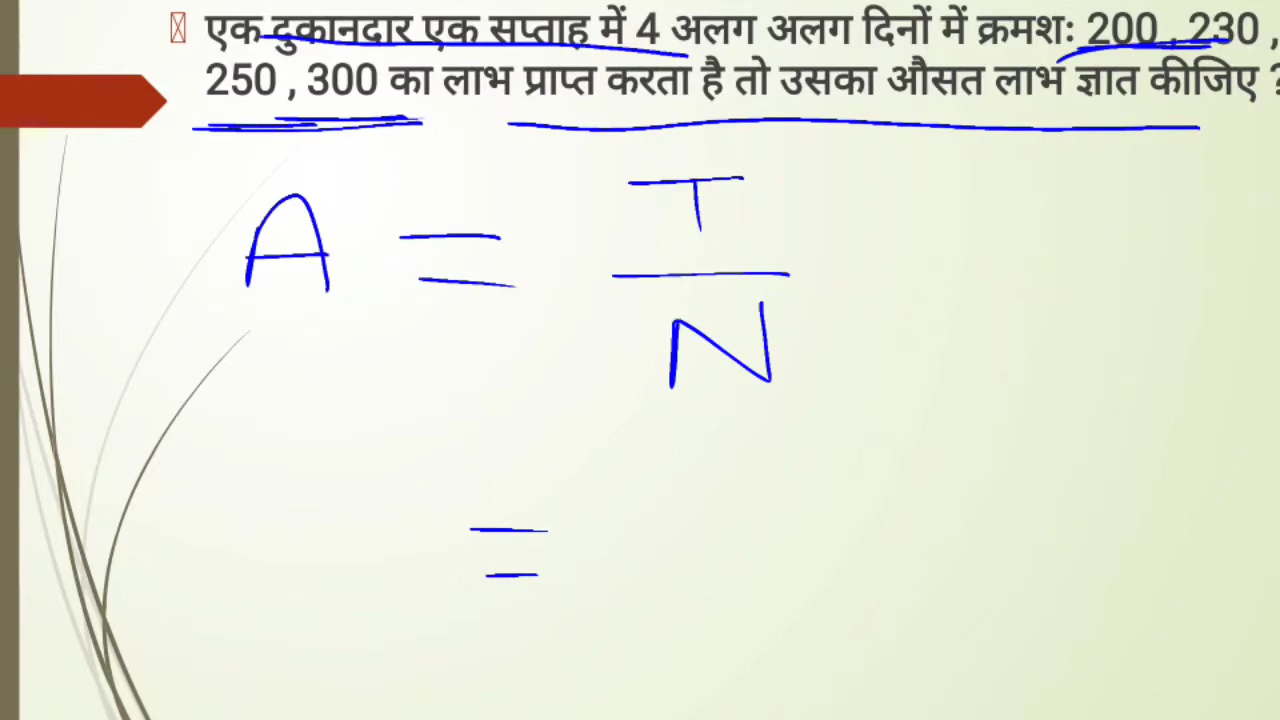 एक दुकानदार एक सप्ताह में 4 अलग अलग दिनों में क्रमशः 200 , 230 ,
250 , 300 का लाभ प्राप्त करता है तो उसका औसत लाभ ज्ञात कीजिए ?
A = T
N
=